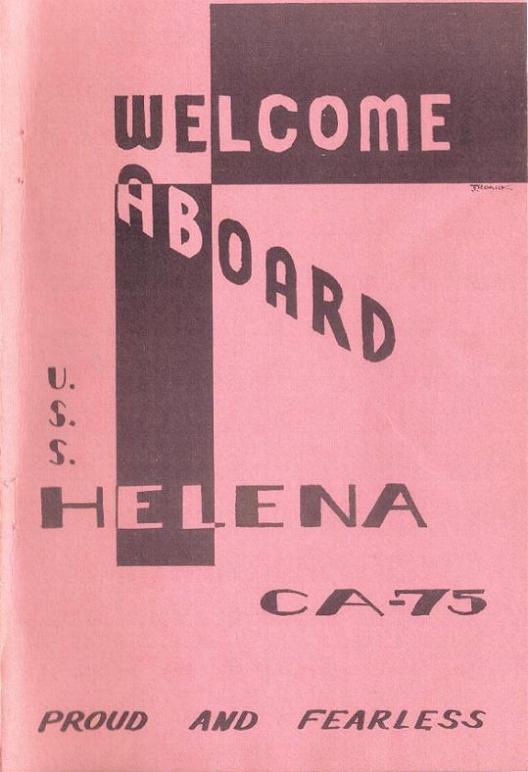 WELCOME
ABOARD
U.
S.
S.
HELENA
CA-75
PROUD AND FEARLESS